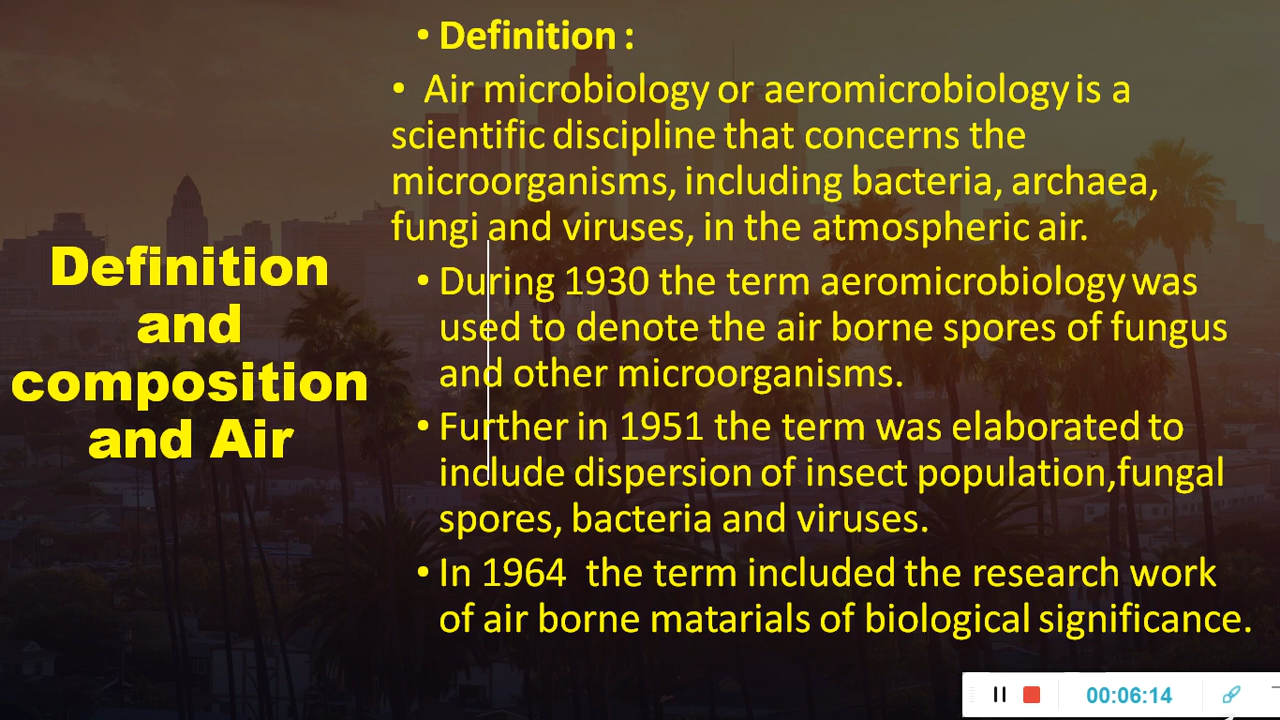 Definition
and
composition
and Air
• Definition :
• Air microbiology or aeromicrobiology is a
scientific discipline that concerns the
microorganisms, including bacteria, archaea,
fungi and viruses, in the atmospheric air.
• During 1930 the term aeromicrobiology was
used to denote the air borne spores of fungus
and other microorganisms.
• Further in 1951 the term was elaborated to
include dispersion of insect population,fungal
spores, bacteria and viruses.
• In 1964 the term included the research work
of air borne matarials of biological significance.
00:06:14